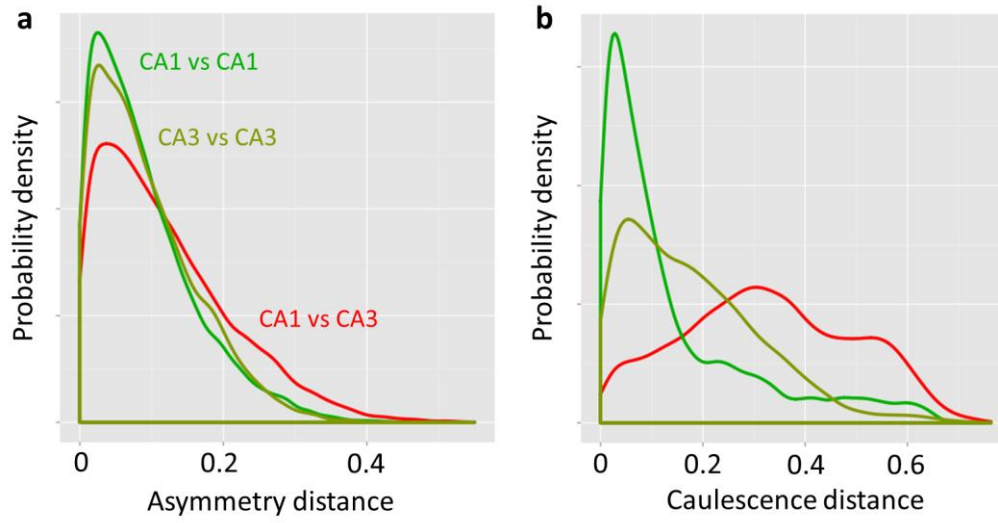 a
Probability density
CA1 vs CA1
CA3 vs CA3
CA1 vs CA3
0 0.2 0.4
Asymmetry distance
b
Probability density
0 0.2 0.4 0.6
Caulescence distance